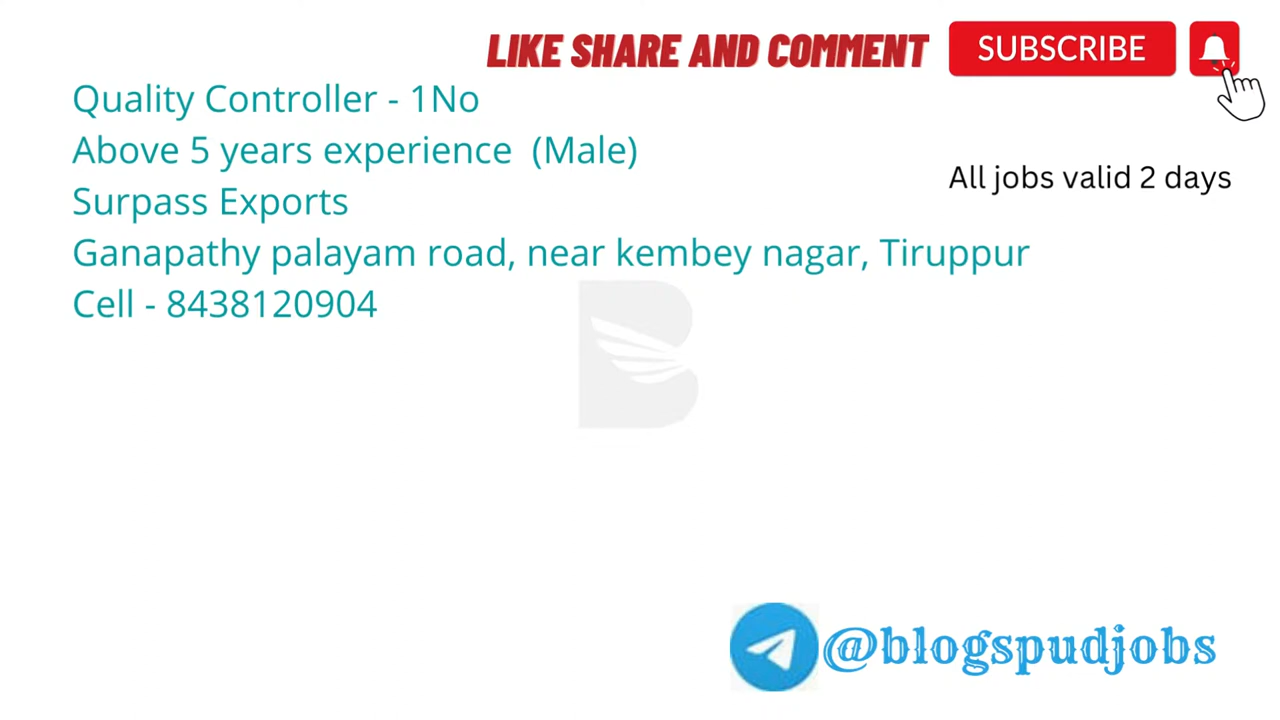 LIKE SHARE AND COMMENT
SUBSCRIBE
Quality Controller - 1No
Above 5 years experience  (Male)
All jobs valid 2 days
Surpass Exports
Ganapathy palayam road, near kembey nagar, Tiruppur
Cell - 8438120904
@blogspudjobs